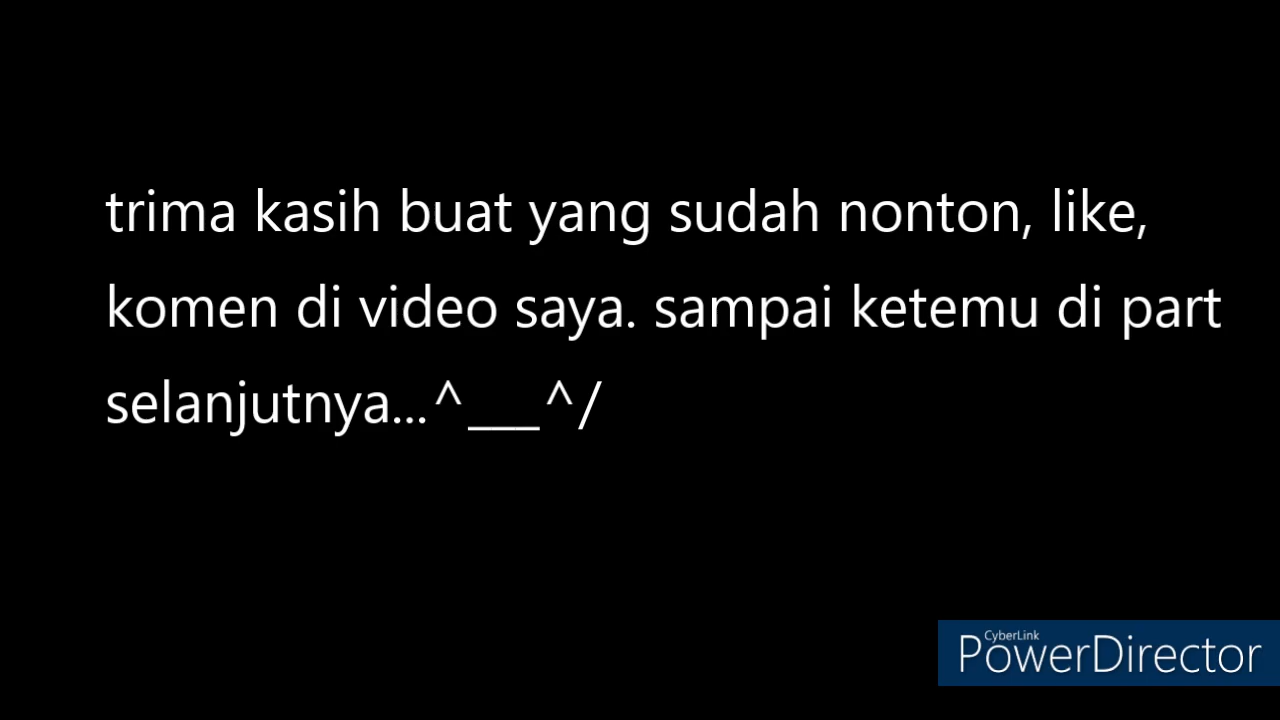 trima kasih buat yang sudah nonton, like,
komen di video saya. sampai ketemu di part
selanjutnya...^___^/
CyberLink
PowerDirector